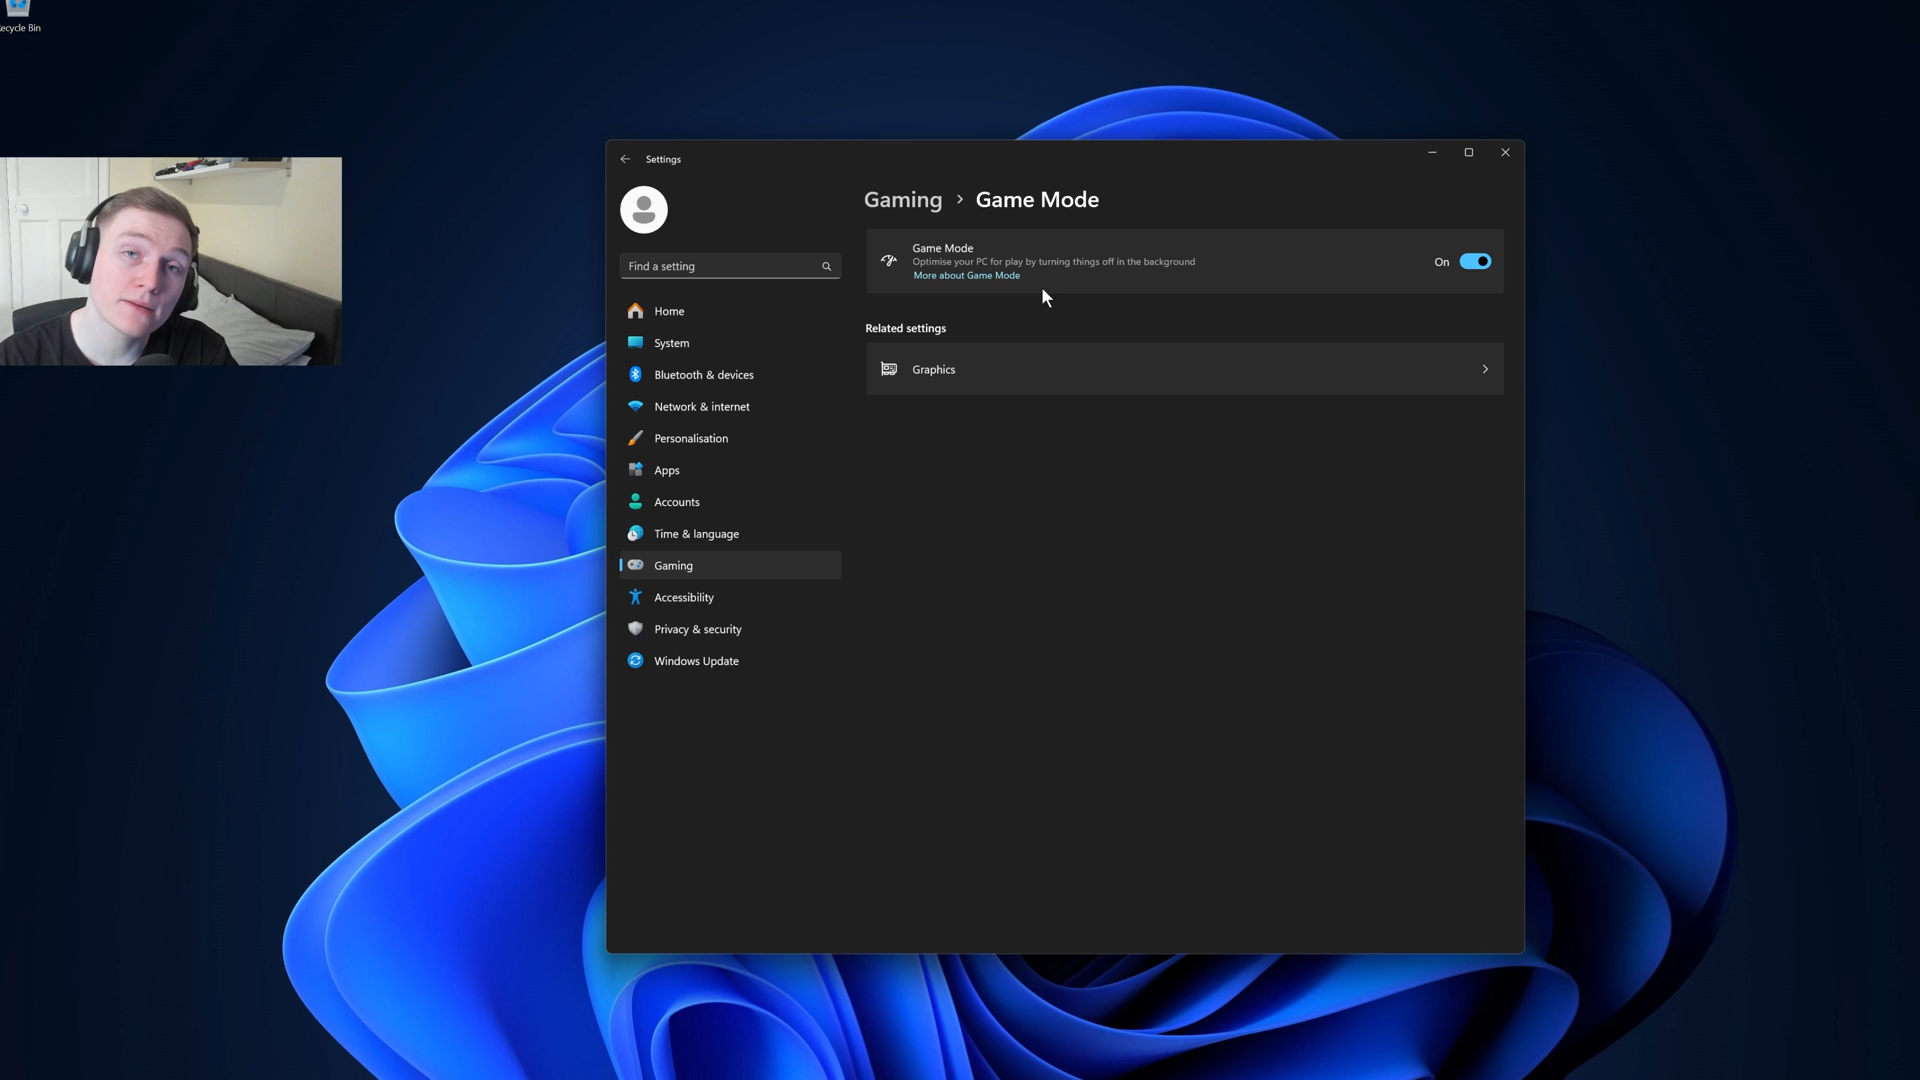 ecycle Bin
Settings
Gaming > Game Mode
Game Mode
Optimise your PC for play by turning things off in the background
More about Game Mode
On
Find a setting
Related settings
Graphics
Home
System
Bluetooth & devices
Network & internet
Personalisation
Apps
Accounts
Time & language
Gaming
Accessibility
Privacy & security
Windows Update